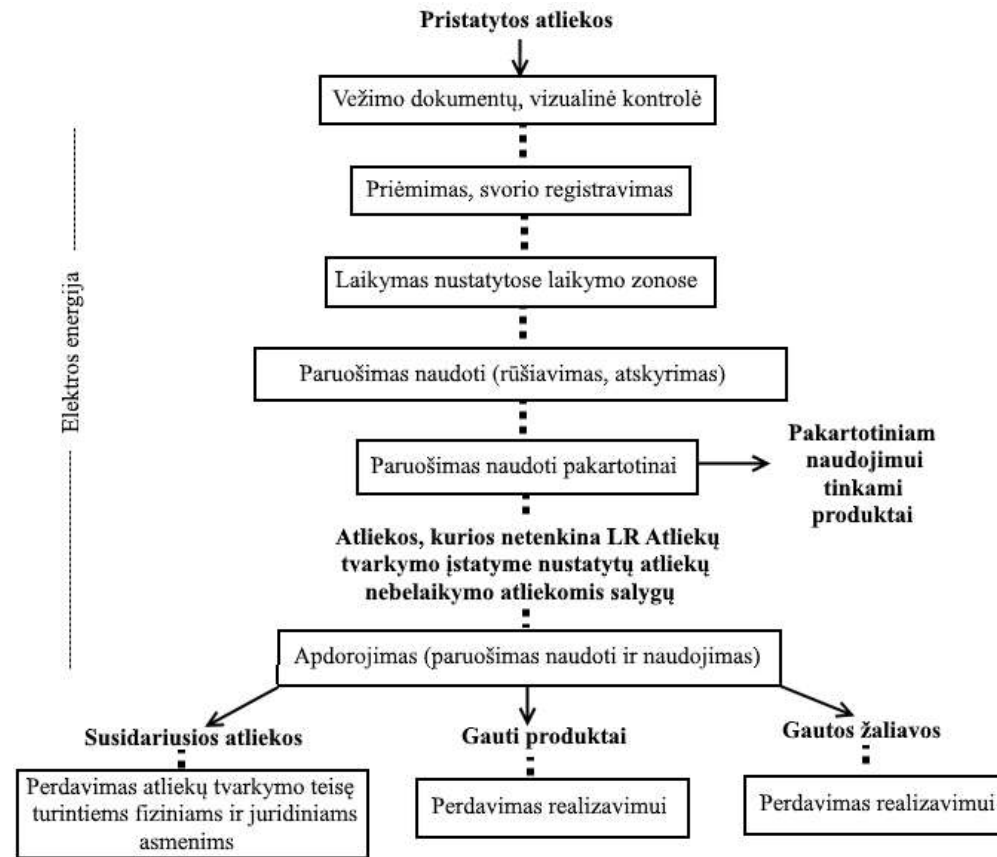 Pristatytos atliekos
Vežimo dokumentų, vizualinė kontrolė
Priėmimas, svorio registravimas
Laikymas nustatytose laikymo zonose
Elektros energija
Paruošimas naudoti (rūšiavimas, atskyrimas)
Paruošimas naudoti pakartotinai
Pakartotiniam
naudojimui
tinkami
produktai
Atliekos, kurios netenkina LR Atliekų
tvarkymo įstatyme nustatytų atliekų
nebelaikymo atliekomis salygų
Apdorojimas (paruošimas naudoti ir naudojimas)
Susidariusios atliekos
Perdavimas atliekų tvarkymo teisę
turintiems fiziniams ir juridiniams
asmenims
Gauti produktai
Perdavimas realizavimui
Gautos žaliavos
Perdavimas realizavimui